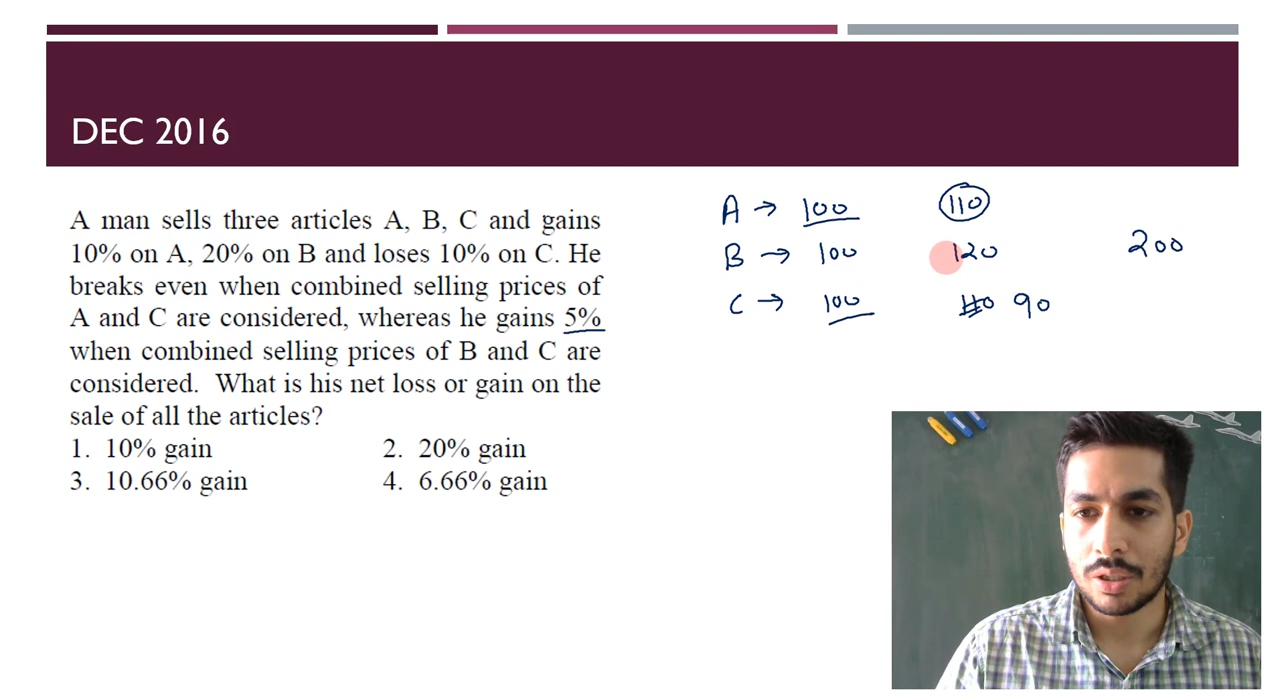 DEC 2016
A man sells three articles A, B, C and gains
10% on A, 20% on B and loses 10% on C. He
breaks even when combined selling prices of
A and C are considered, whereas he gains 5%
when combined selling prices of B and C are
considered. What is his net loss or gain on the
sale of all the articles?
1. 10% gain 2. 20% gain
3. 10.66% gain 4. 6.66% gain
A → 100 110
B → 100 120 200
C → 100 90